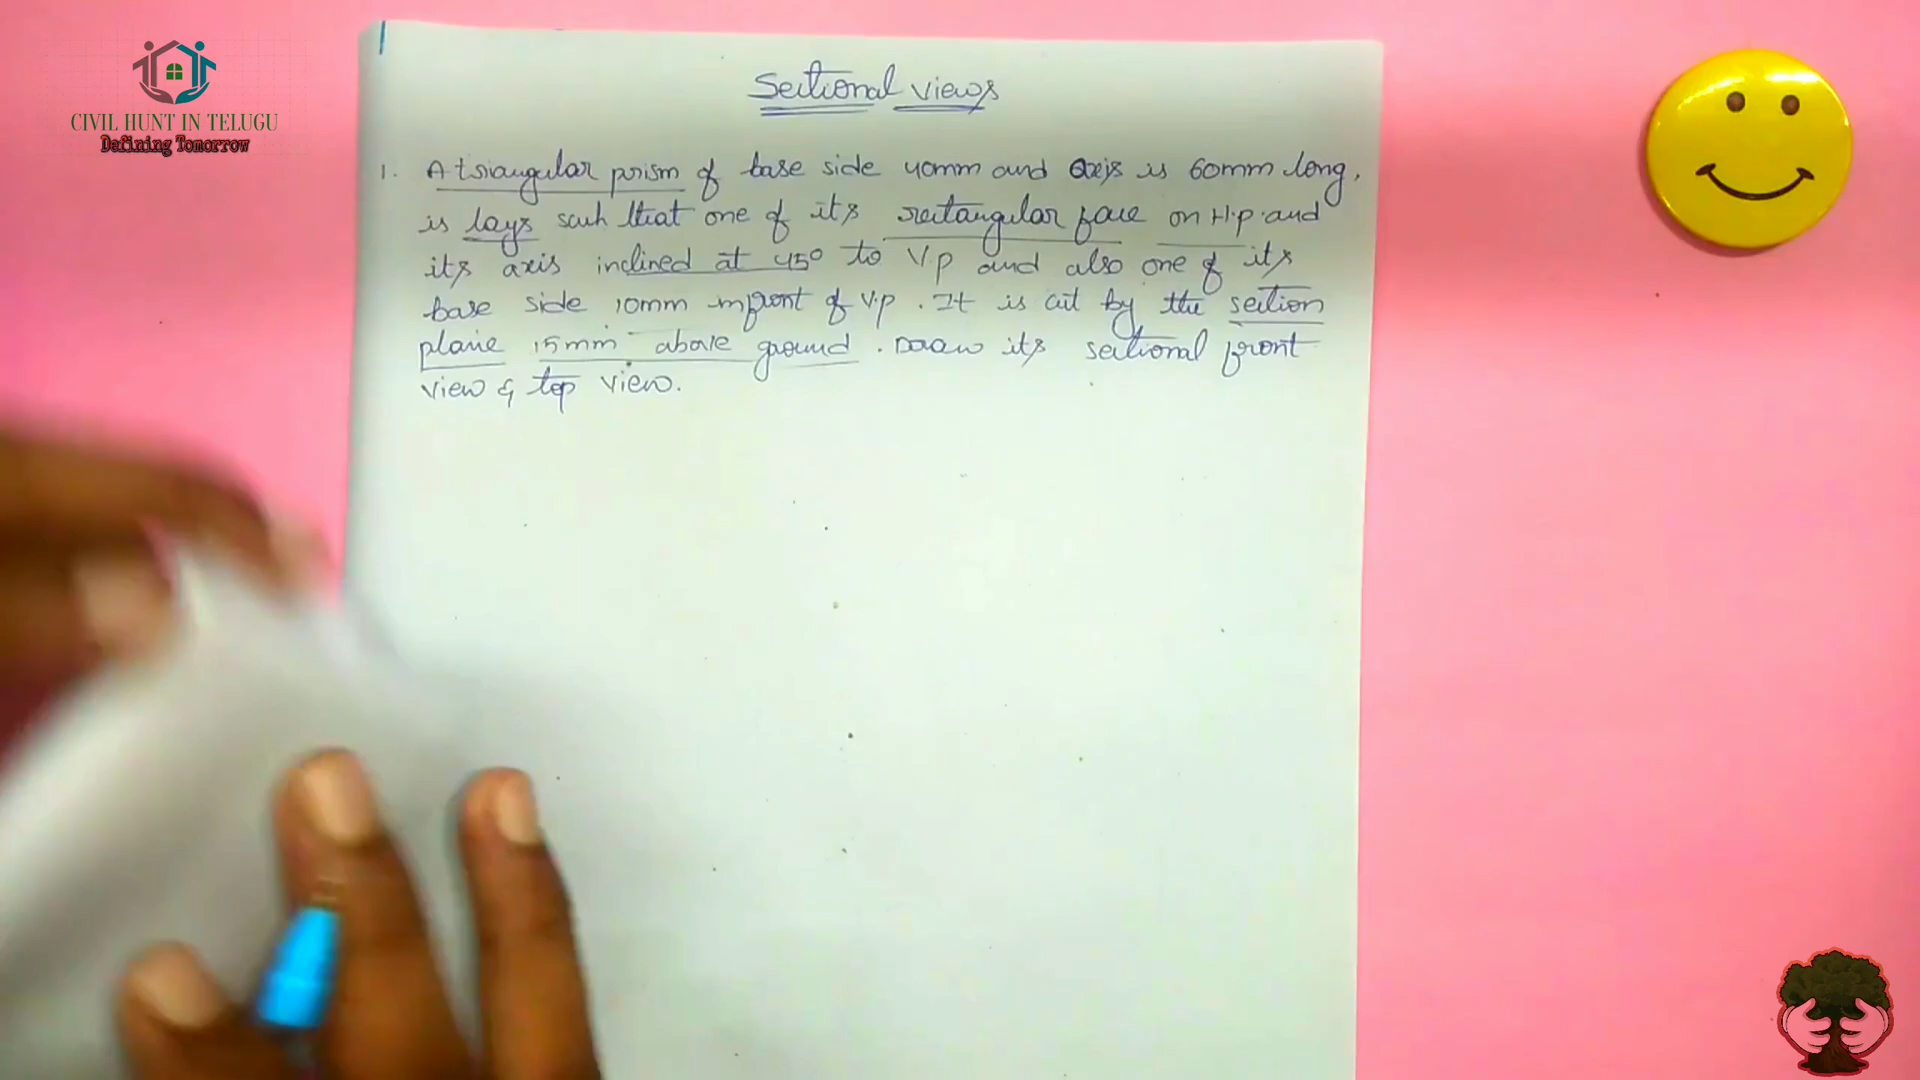 CIVIL HUNT IN TELUGU
Defining Tomorrow
Sectional views
1. A triangular prism of base side 40mm and axis is 60mm long,
is lays such that one of its rectangular face on H.p and
its axis inclined at 45° to V.p and also one of its
base side 10mm infront of V.p. It is cut by the section
plane 15mm above ground. Draw its sectional front
view & top view.